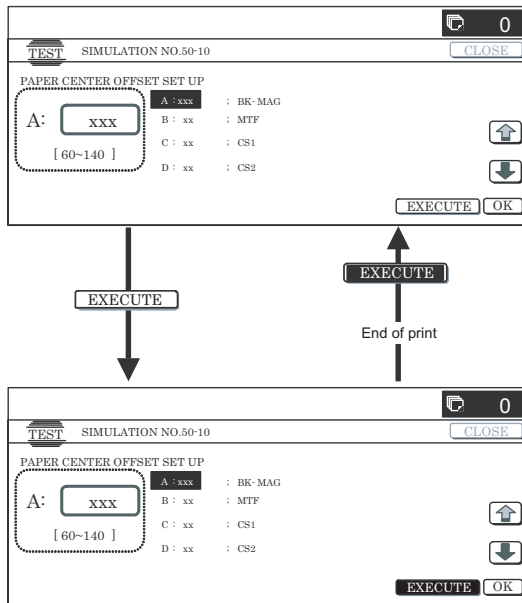 0
TEST SIMULATION NO.50-10 CLOSE
PAPER CENTER OFFSET SET UP
A: xxx
[ 60~140 ]
A : xxx ; BK- MAG
B : xx ; MTF
C : xx ; CS1
D : xx ; CS2
EXECUTE OK
EXECUTE
EXECUTE
End of print
0
TEST SIMULATION NO.50-10 CLOSE
PAPER CENTER OFFSET SET UP
A: xxx
[ 60~140 ]
A : xxx ; BK- MAG
B : xx ; MTF
C : xx ; CS1
D : xx ; CS2
EXECUTE OK